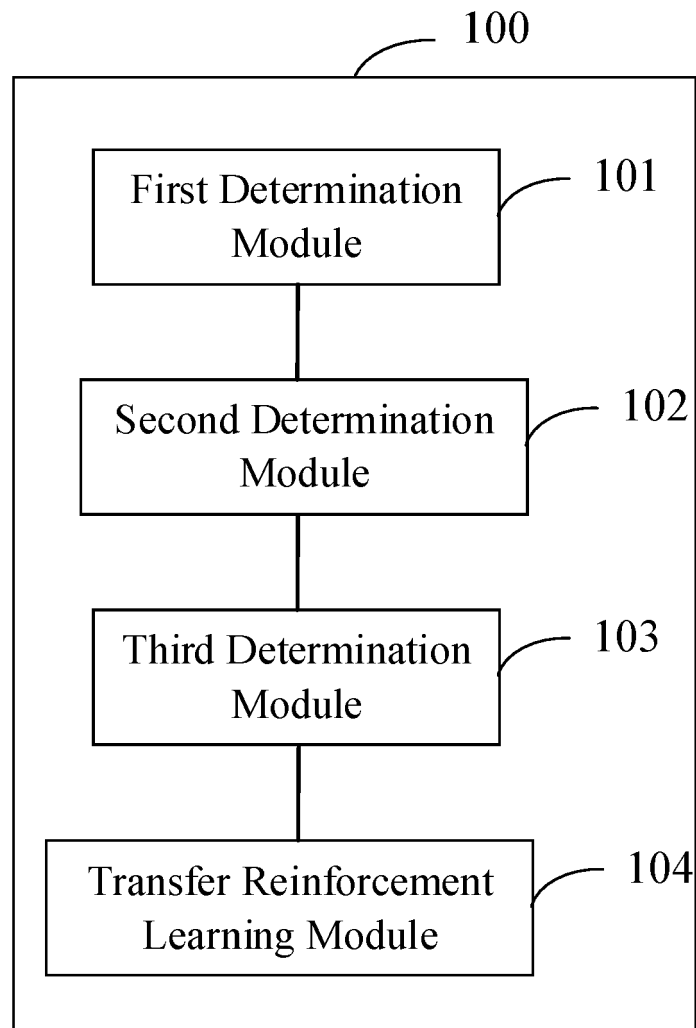 100
First Determination
Module
101
Second Determination
Module
102
Third Determination
Module
103
Transfer Reinforcement
Learning Module
104